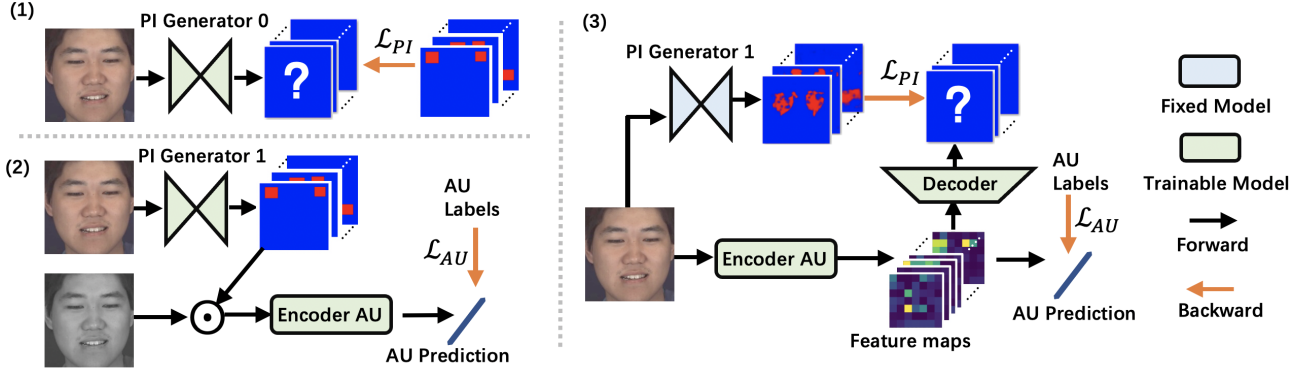 (1)
PI Generator 0
?
ℒ_PI
(2)
PI Generator 1
AU
Labels
ℒ_AU
Encoder AU
AU Prediction
(3)
PI Generator 1
ℒ_PI
?
Decoder
AU
Labels
ℒ_AU
Encoder AU
Feature maps
AU Prediction
Fixed Model
Trainable Model
Forward
Backward